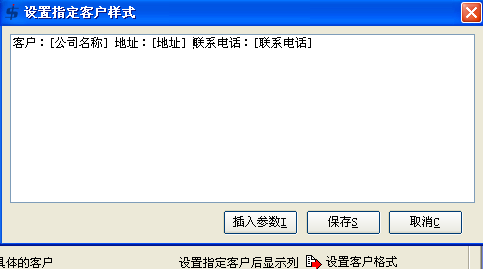 设置指定客户样式
客户：[公司名称] 地址：[地址] 联系电话：[联系电话]
插入参数I 保存S 取消C
具体的客户 设置指定客户后显示列 设置客户格式